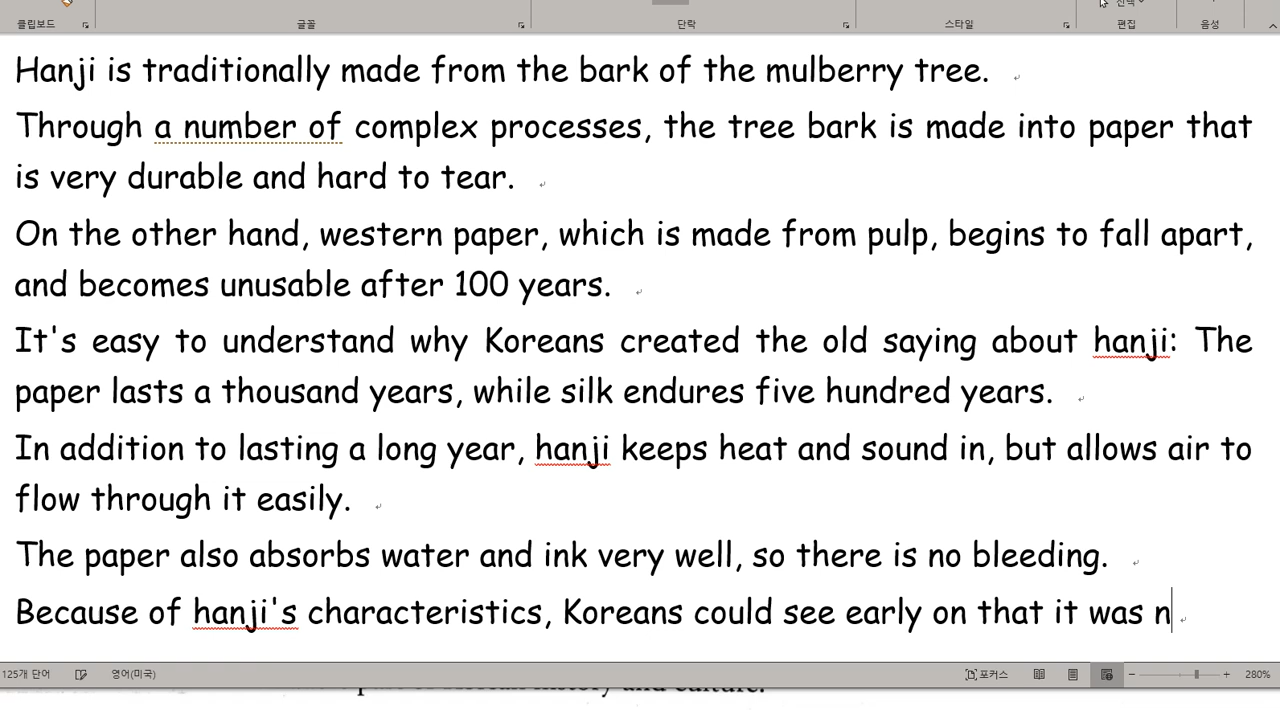 선택
클립보드 글꼴 단락 스타일 편집 음성
Hanji is traditionally made from the bark of the mulberry tree.
Through a number of complex processes, the tree bark is made into paper that
is very durable and hard to tear.
On the other hand, western paper, which is made from pulp, begins to fall apart,
and becomes unusable after 100 years.
It's easy to understand why Koreans created the old saying about hanji: The
paper lasts a thousand years, while silk endures five hundred years.
In addition to lasting a long year, hanji keeps heat and sound in, but allows air to
flow through it easily.
The paper also absorbs water and ink very well, so there is no bleeding.
Because of hanji's characteristics, Koreans could see early on that it was n
125개 단어 영어(미국) 포커스 280%
history and culture.